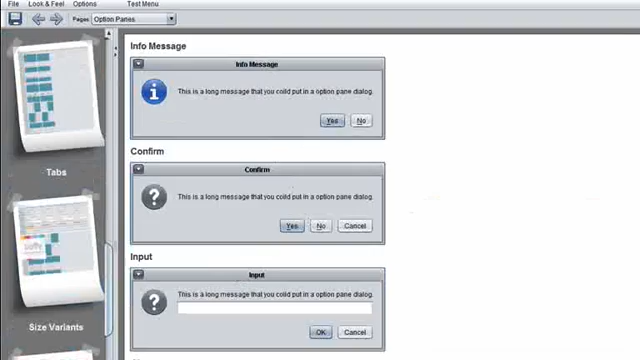 File Look & Feel Options Test Menu
Pages Option Panes
Info Message
Info Message
This is a long message that you cold put in a option pane dialog.
Yes No
Confirm
Confirm
This is a long message that you cold put in a option pane dialog.
Yes No Cancel
Input
Input
This is a long message that you cold put in a option pane dialog.
OK Cancel
Tabs
Size Variants